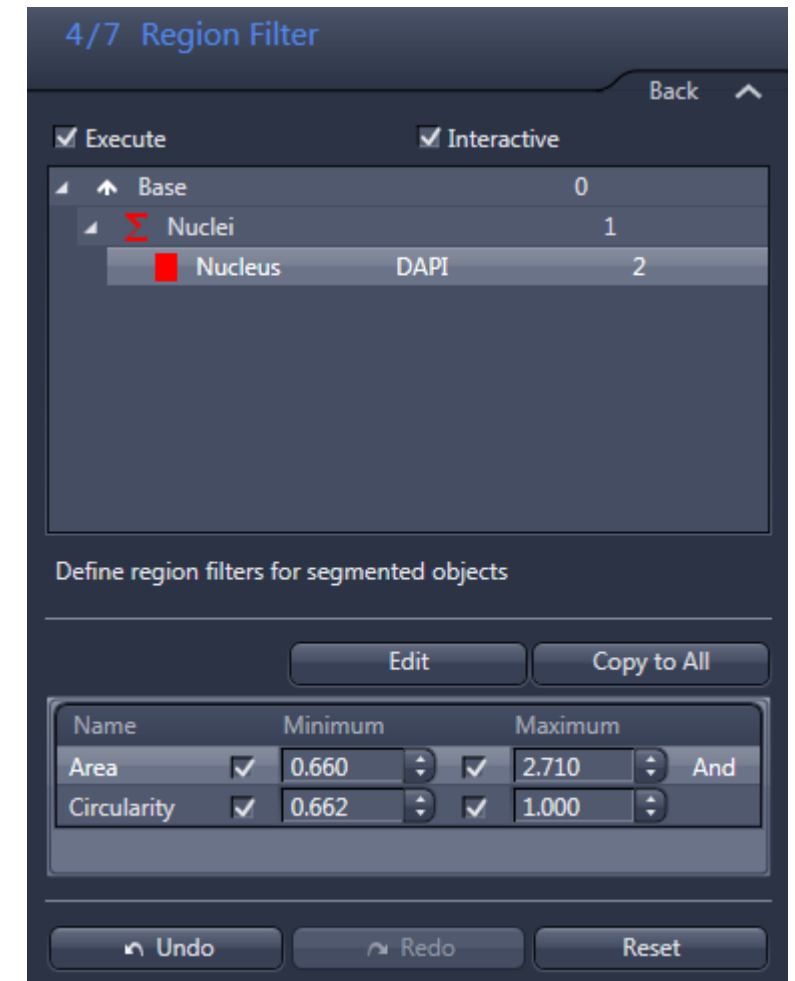 4/7 Region Filter
Back
Execute Interactive
Base 0
Nuclei 1
Nucleus DAPI 2
Define region filters for segmented objects
Edit Copy to All
Name Minimum Maximum
Area 0.660 2.710 And
Circularity 0.662 1.000
Undo Redo Reset